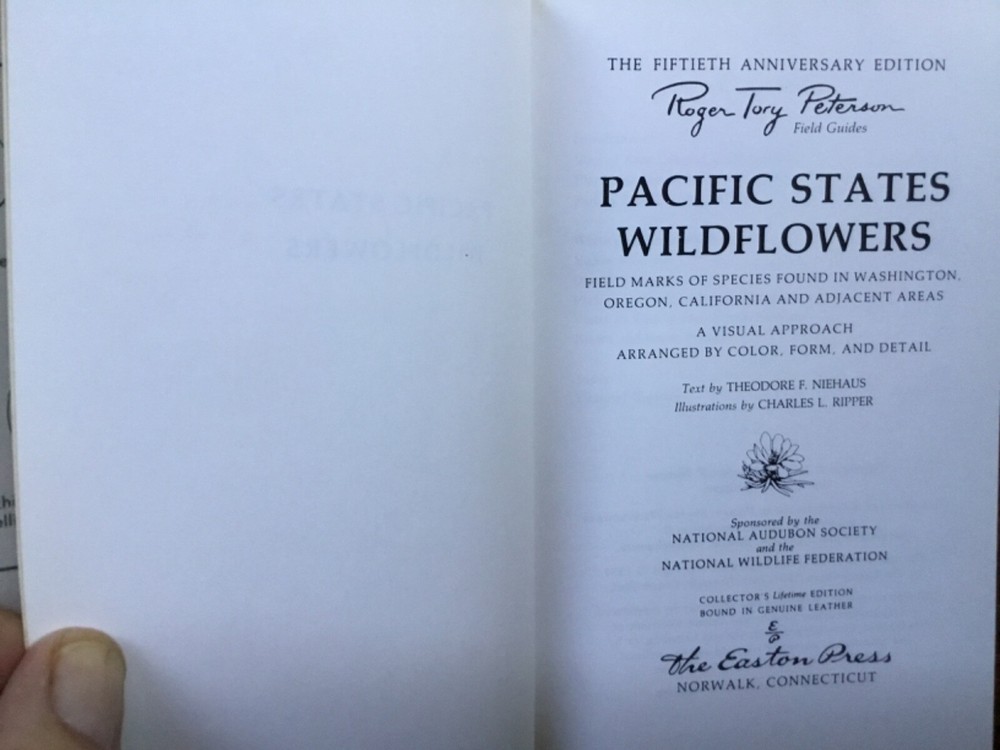 THE FIFTIETH ANNIVERSARY EDITION
Roger Tory Peterson
Field Guides
PACIFIC STATES
WILDFLOWERS
FIELD MARKS OF SPECIES FOUND IN WASHINGTON,
OREGON, CALIFORNIA AND ADJACENT AREAS
A VISUAL APPROACH
ARRANGED BY COLOR, FORM, AND DETAIL
Text by THEODORE F. NIEHAUS
Illustrations by CHARLES L. RIPPER
Sponsored by the
NATIONAL AUDUBON SOCIETY
and the
NATIONAL WILDLIFE FEDERATION
COLLECTOR'S Lifetime EDITION
BOUND IN GENUINE LEATHER
The Easton Press
NORWALK, CONNECTICUT